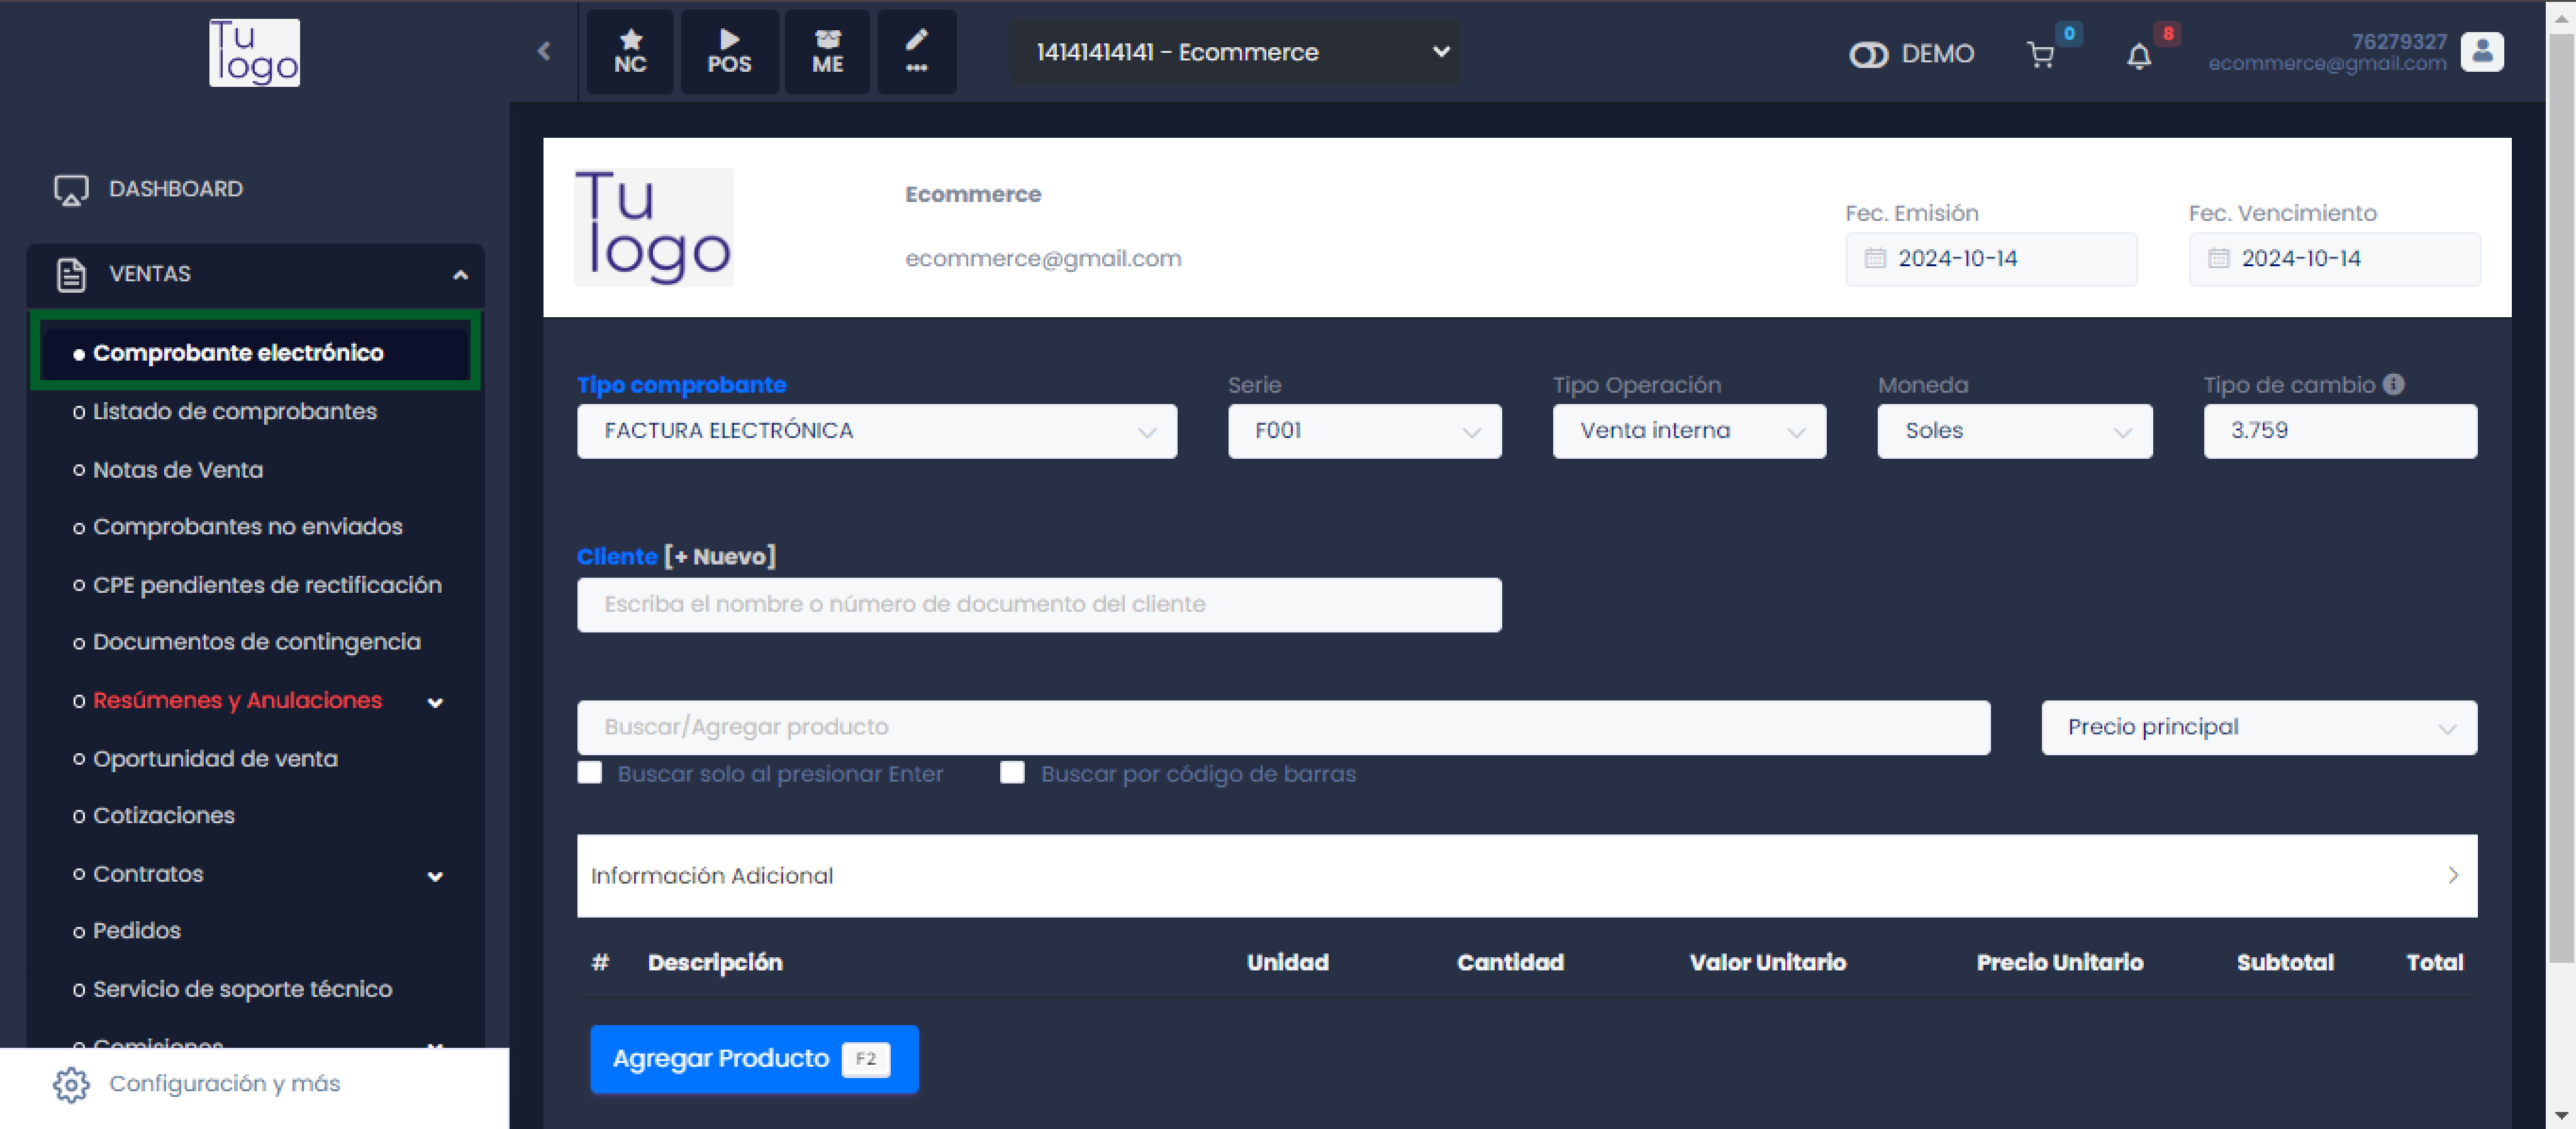 Tu
logo
NC
POS
ME
...
14141414141 - Ecommerce
DEMO
0
8
76279327
ecommerce@gmail.com
DASHBOARD
VENTAS
Comprobante electrónico
Listado de comprobantes
Notas de Venta
Comprobantes no enviados
CPE pendientes de rectificación
Documentos de contingencia
Resúmenes y Anulaciones
Oportunidad de venta
Cotizaciones
Contratos
Pedidos
Servicio de soporte técnico
Comisiones
Configuración y más
Tu
logo
Ecommerce
ecommerce@gmail.com
Fec. Emisión
2024-10-14
Fec. Vencimiento
2024-10-14
Tipo comprobante
FACTURA ELECTRÓNICA
Serie
F001
Tipo Operación
Venta interna
Moneda
Soles
Tipo de cambio
3.759
Cliente [+ Nuevo]
Escriba el nombre o número de documento del cliente
Buscar/Agregar producto
Precio principal
Buscar solo al presionar Enter
Buscar por código de barras
Información Adicional
# Descripción Unidad Cantidad Valor Unitario Precio Unitario Subtotal Total
Agregar Producto F2